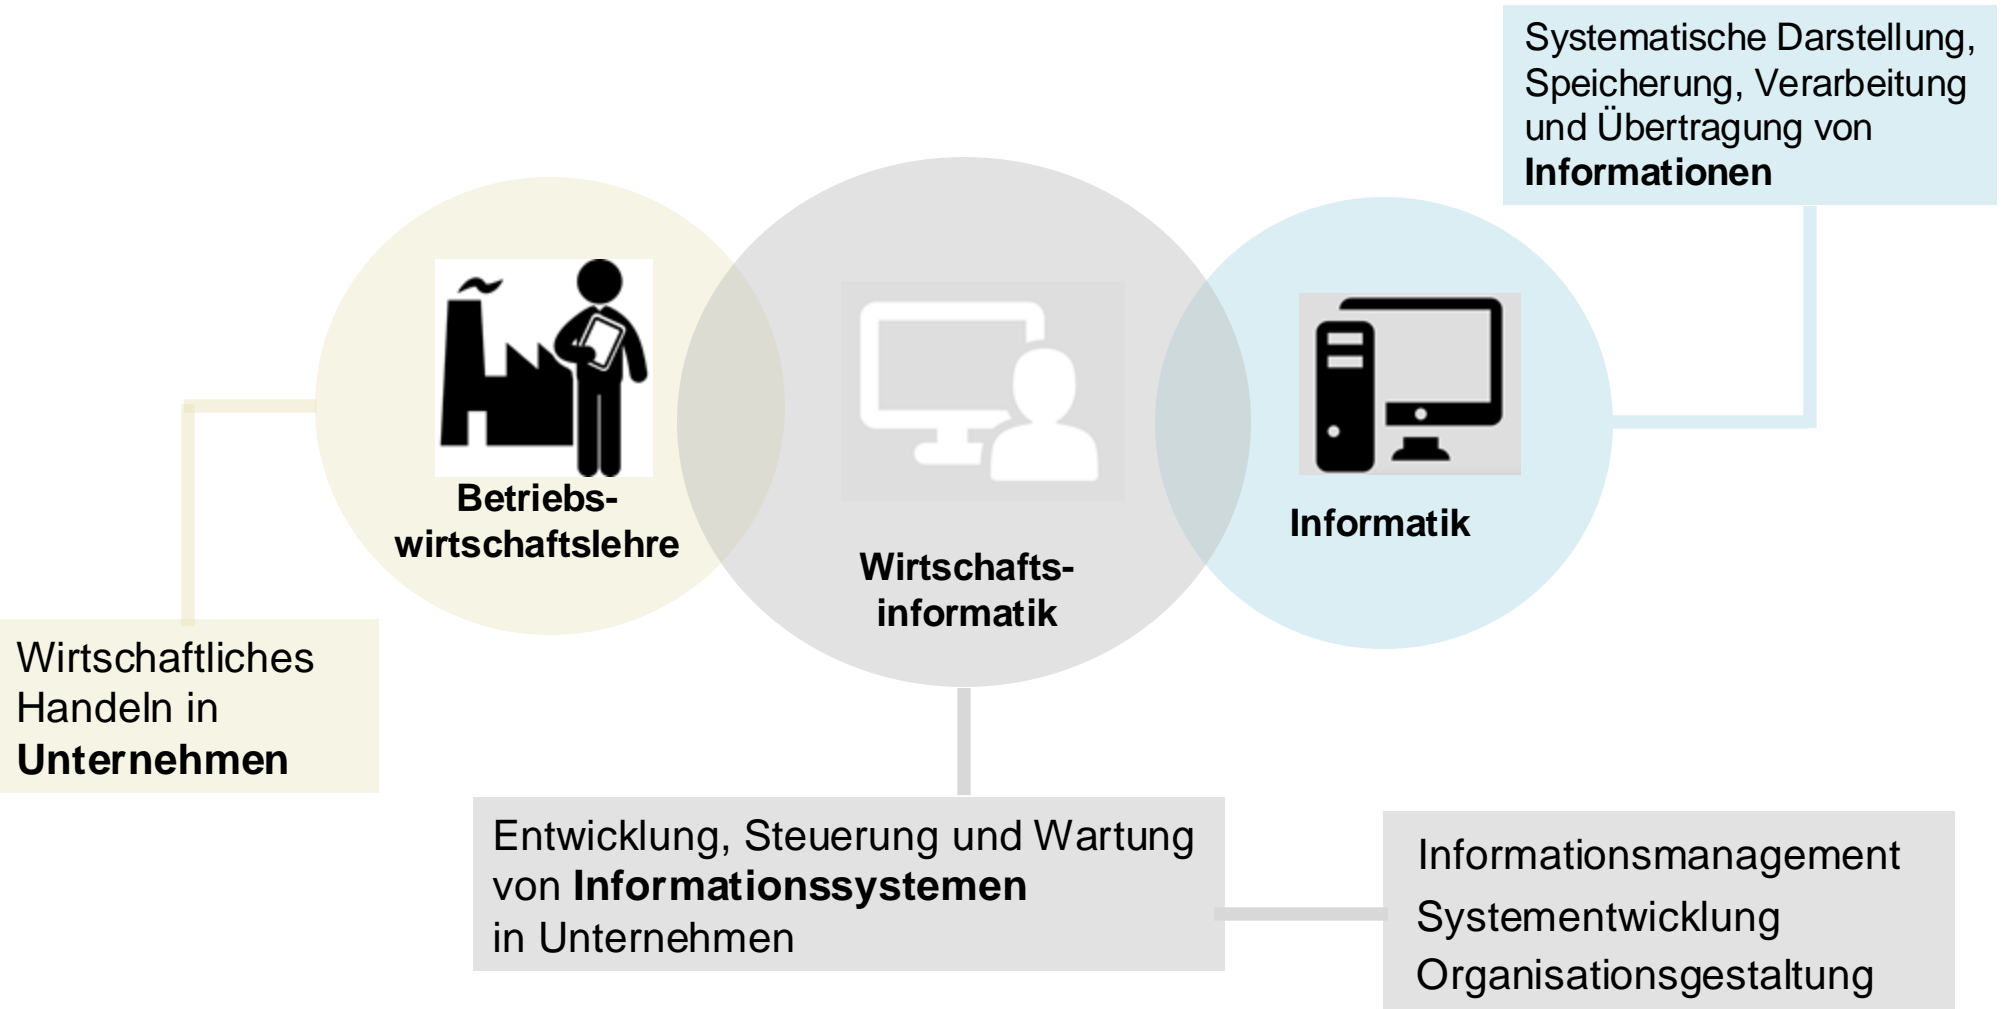 Systematische Darstellung,
Speicherung, Verarbeitung
und Übertragung von
Informationen
Betriebs-
wirtschaftslehre
Wirtschafts-
informatik
Informatik
Wirtschaftliches
Handeln in
Unternehmen
Entwicklung, Steuerung und Wartung
von Informationssystemen
in Unternehmen
Informationsmanagement
Systementwicklung
Organisationsgestaltung